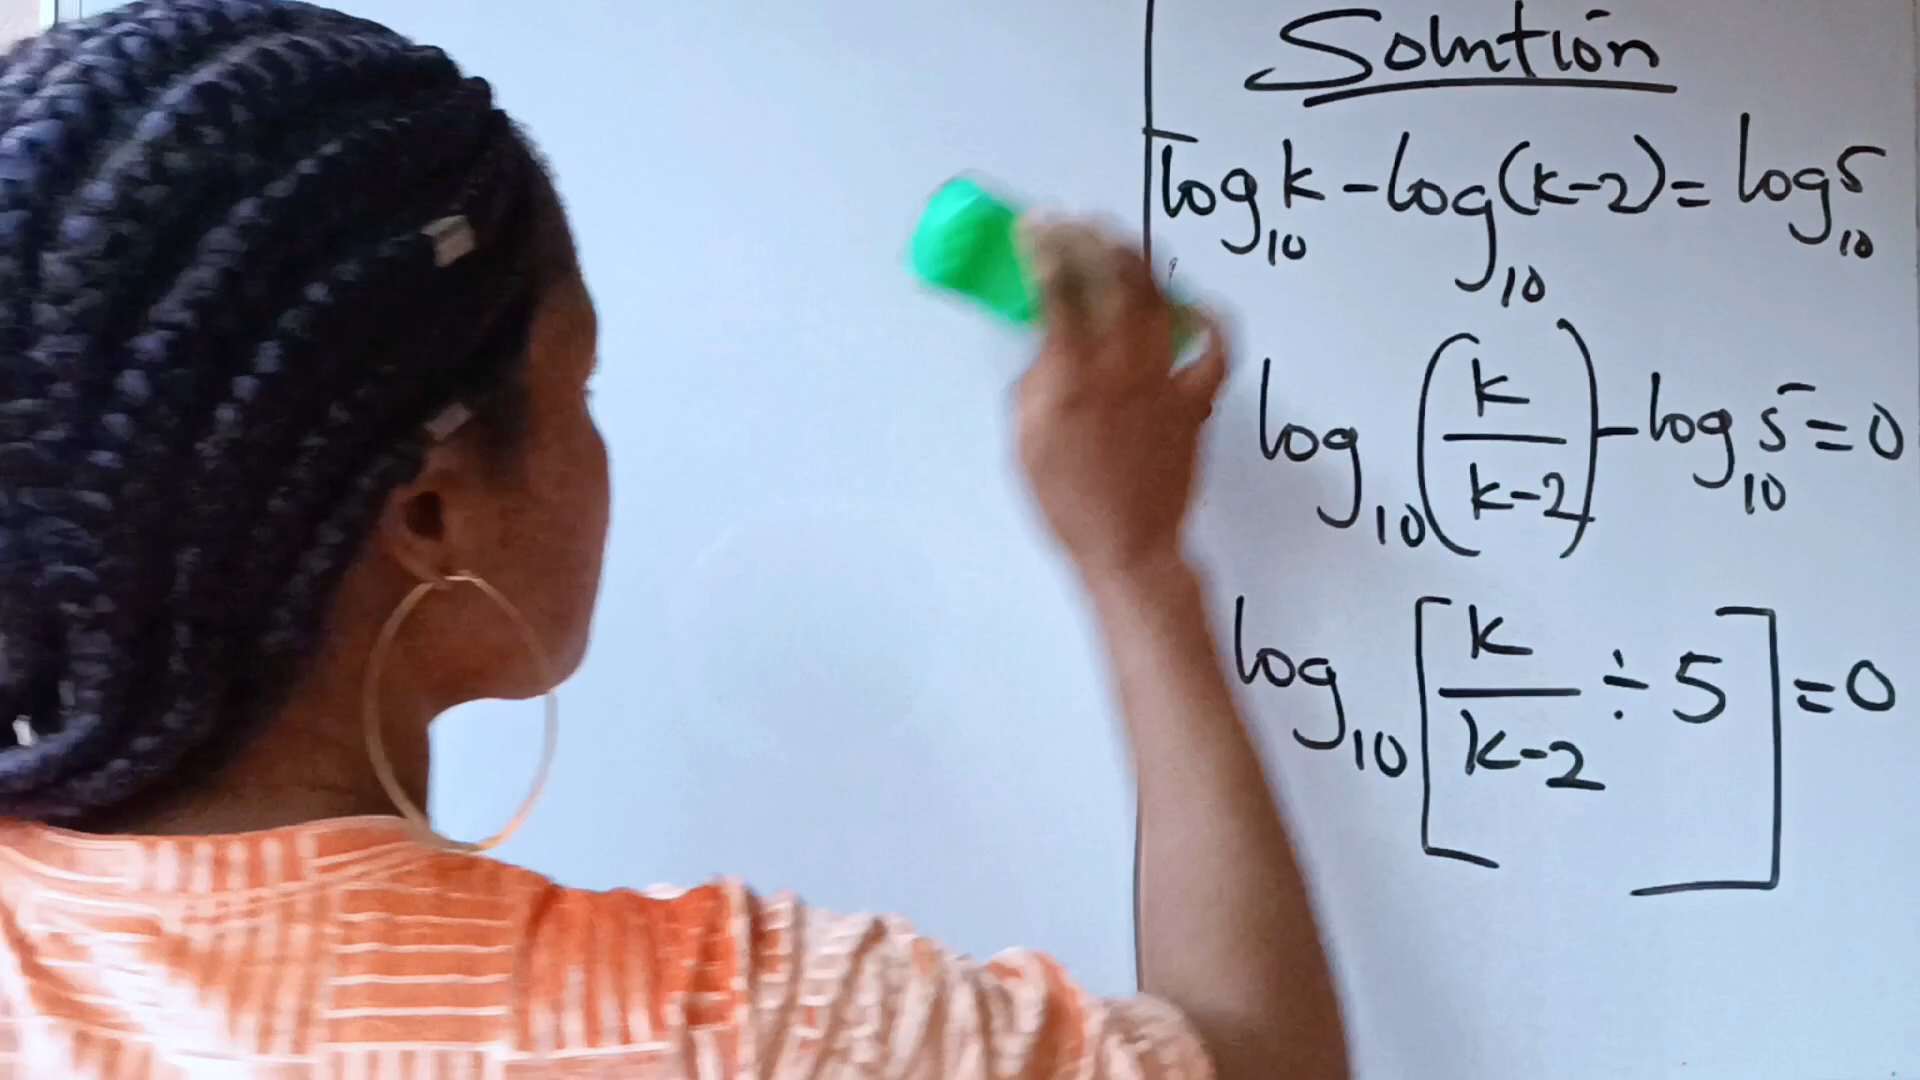 Solution
log₁₀k - log₁₀(k-2) = log₁₀5
log₁₀(k/(k-2)) - log₁₀5 = 0
log₁₀[k/(k-2) ÷ 5] = 0